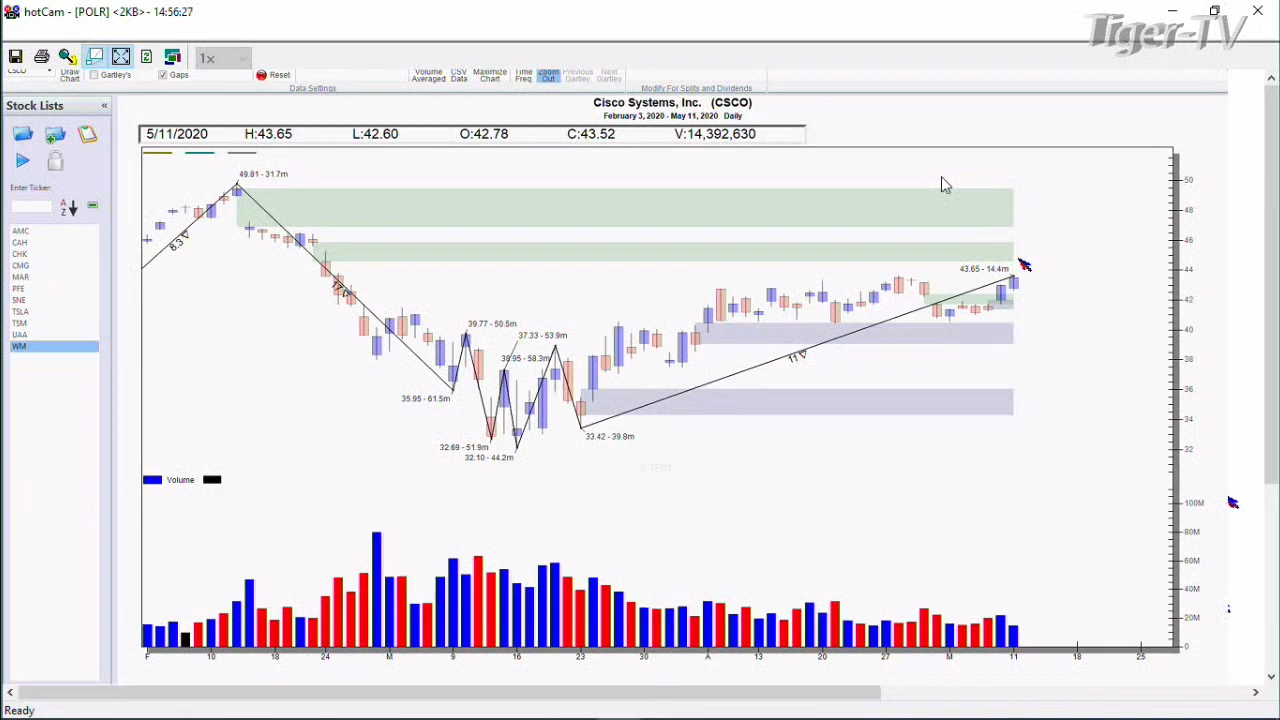 hotCam - [POLR] <2KB> - 14:56:27
Tiger-TV
1x
CSCO
Draw Chart
Gartley's
Gaps
Reset
Volume Averaged
CSV Data
Maximize Chart
Time Freq
Zoom Out
Previous Gartley
Next Gartley
Data Settings
Modify For Splits and Dividends
Stock Lists
«
Cisco Systems, Inc. (CSCO)
February 3, 2020 - May 11, 2020 Daily
5/11/2020 H:43.65 L:42.60 O:42.78 C:43.52 V:14,392,630
Enter Ticker:
A
Z
AMC
CAH
CHK
CMG
MAR
PFE
SNE
TSLA
TSM
UAA
WM
49.81 - 31.7m
8.3
17
39.77 - 50.5m
37.33 - 53.9m
38.95 - 58.3m
35.95 - 61.5m
32.69 - 51.9m
32.10 - 44.2m
33.42 - 39.8m
11
43.65 - 14.4m
50
48
46
44
42
40
38
36
34
32
Volume
100M
80M
60M
40M
20M
0
F 10 18 24 M 9 16 23 A 13 20 27 M 11 18 25
Ready